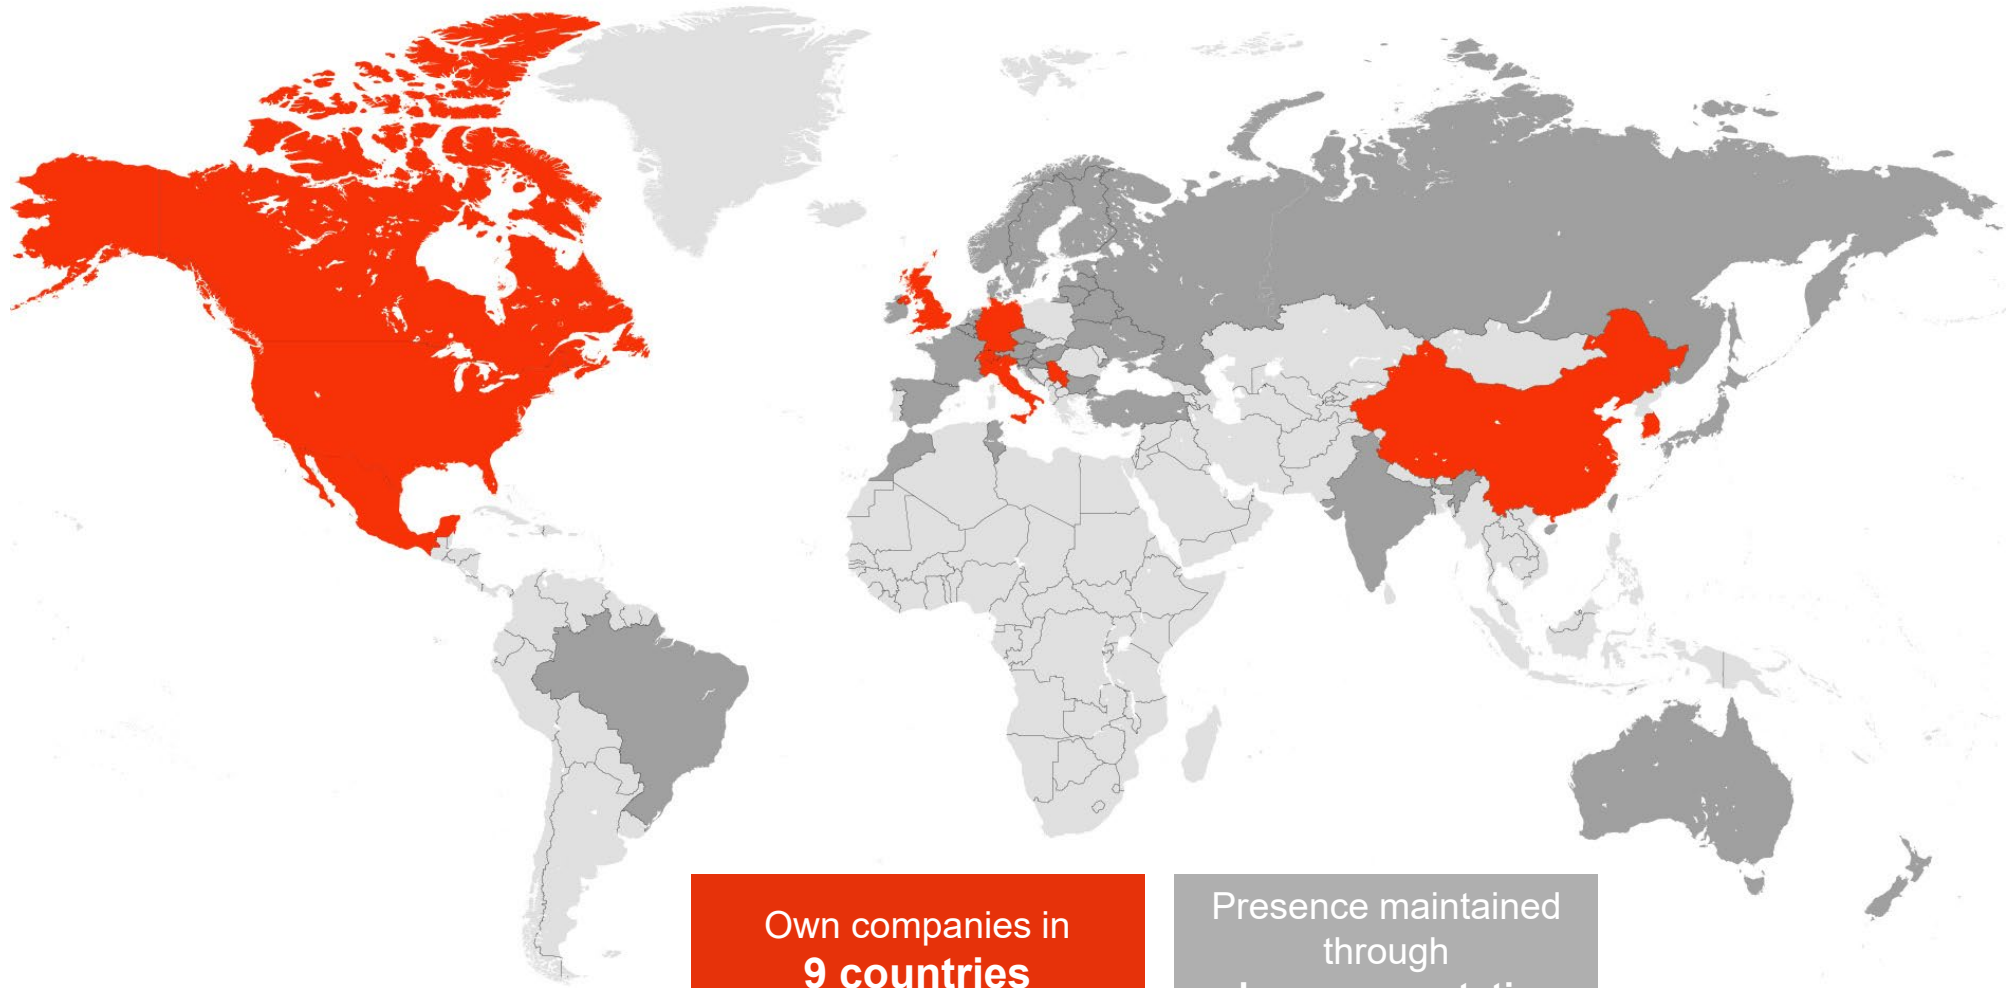 Own companies in
9 countries
Presence maintained
through